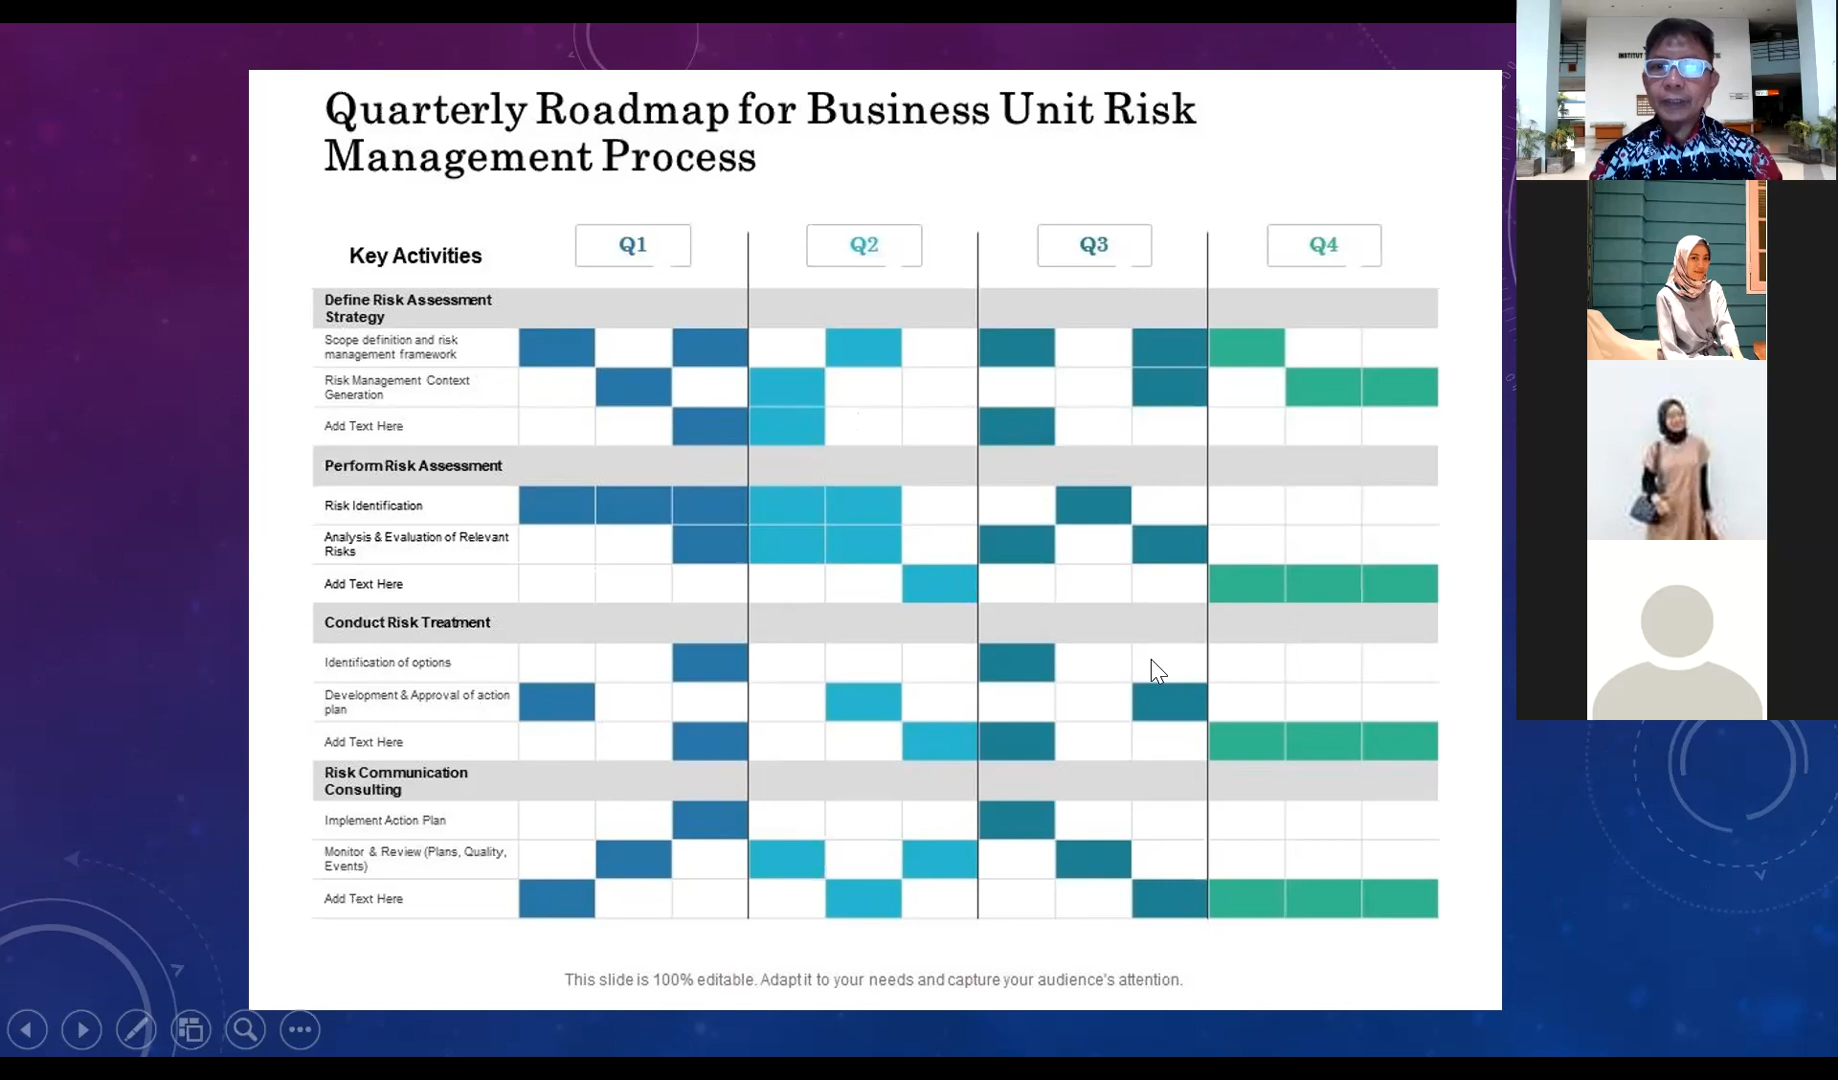 Quarterly Roadmap for Business Unit Risk
Management Process
Key Activities
Q1
Q2
Q3
Q4
Define Risk Assessment
Strategy
Scope definition and risk
management framework
Risk Management Context
Generation
Add Text Here
Perform Risk Assessment
Risk Identification
Analysis & Evaluation of Relevant
Risks
Add Text Here
Conduct Risk Treatment
Identification of options
Development & Approval of action
plan
Add Text Here
Risk Communication
Consulting
Implement Action Plan
Monitor & Review (Plans, Quality,
Events)
Add Text Here
This slide is 100% editable. Adapt it to your needs and capture your audience's attention.
INSTITUT